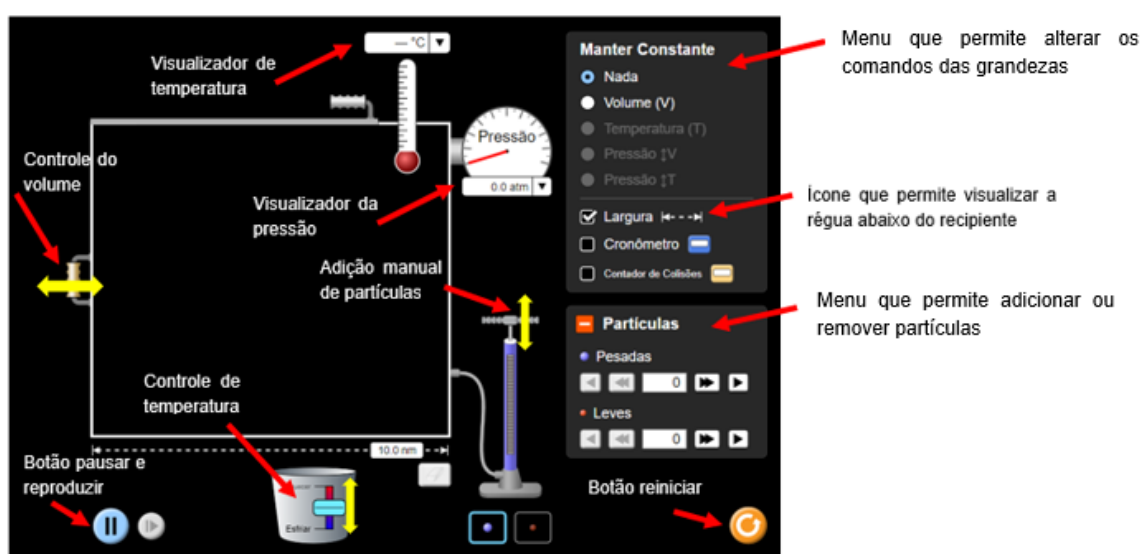 — °C
Visualizador de
temperatura
Controle do
volume
Pressão
0.0 atm
Visualizador da
pressão
Adição manual
de partículas
Controle de
temperatura
10.0 nm
Botão pausar e
reproduzir
Esfriar
Manter Constante
Nada
Volume (V)
Temperatura (T)
Pressão ↕V
Pressão ↕T
Largura
Cronômetro
Contador de Colisões
Partículas
Pesadas
0
Leves
0
Botão reiniciar
Menu que permite alterar os
comandos das grandezas
Ícone que permite visualizar a
régua abaixo do recipiente
Menu que permite adicionar ou
remover partículas